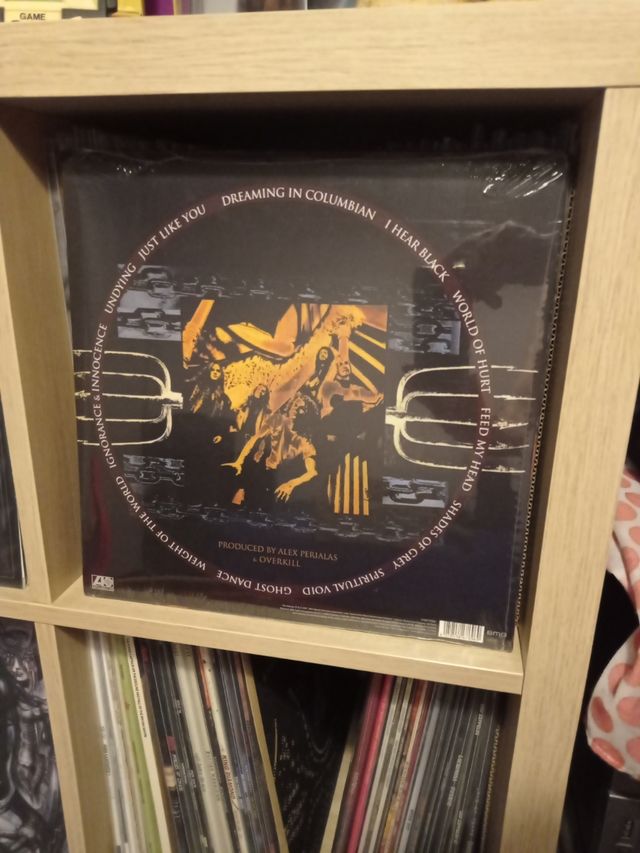 GAME
DREAMING IN COLUMBIAN
I HEAR BLACK
WORLD OF HURT
FEED MY HEAD
SHADES OF GREY
SPIRITUAL VOID
GHOST DANCE
WEIGHT OF THE WORLD
IGNORANCE & INNOCENCE
UNDYING
JUST LIKE YOU
PRODUCED BY ALEX PERIALAS
& OVERKILL
BMG